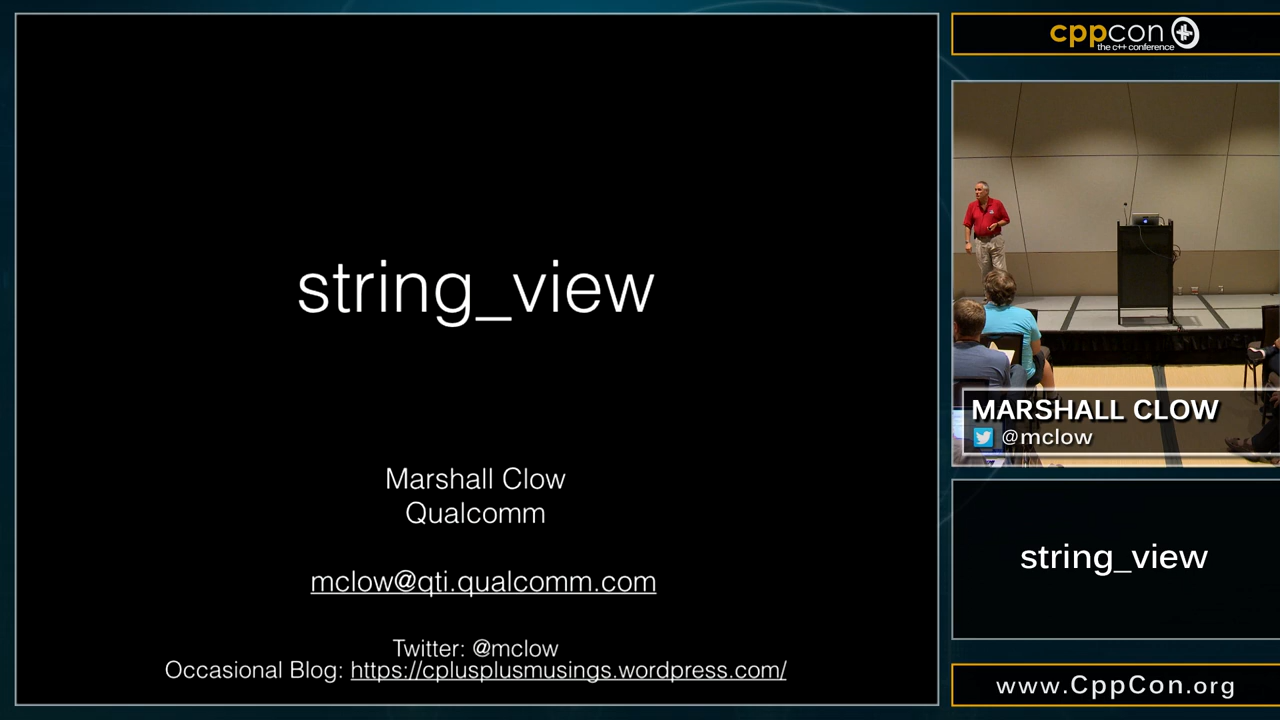 string_view
Marshall Clow
Qualcomm
mclow@qti.qualcomm.com
Twitter: @mclow
Occasional Blog: https://cplusplusmusings.wordpress.com/
cppcon
the c++ conference
MARSHALL CLOW
@mclow
string_view
www.CppCon.org